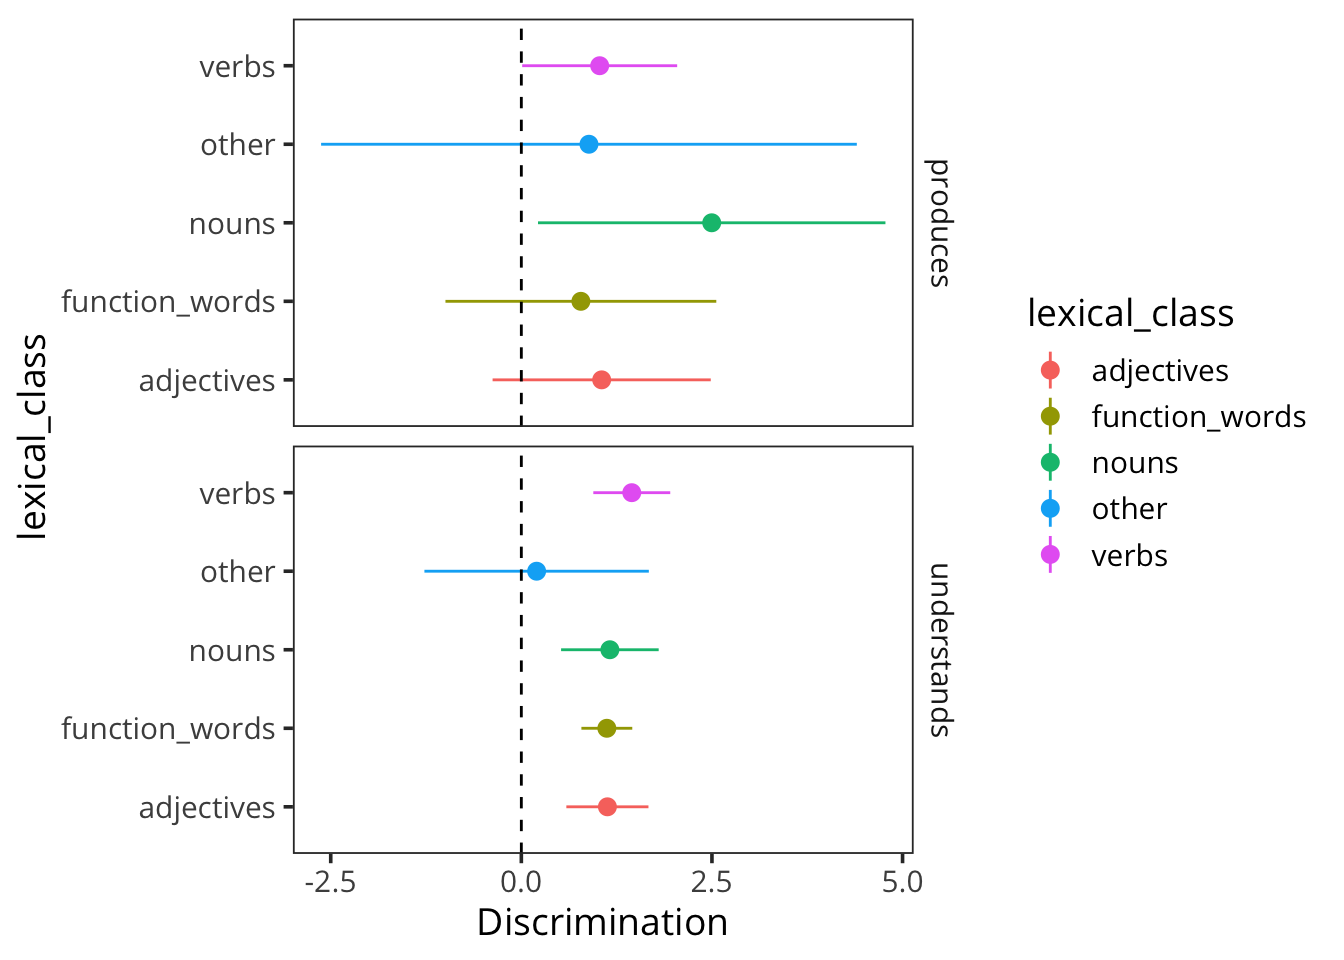 verbs
other
nouns
function_words
adjectives
produces
verbs
other
nouns
function_words
adjectives
understands
-2.5 0.0 2.5 5.0
Discrimination
lexical_class
lexical_class
adjectives
function_words
nouns
other
verbs